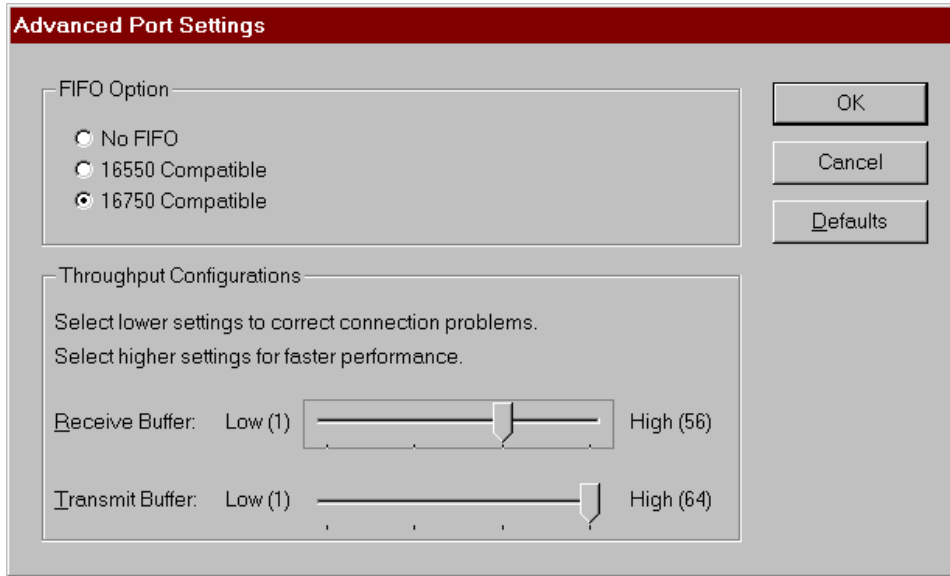 Advanced Port Settings
FIFO Option
No FIFO
16550 Compatible
16750 Compatible
OK
Cancel
Defaults
Throughput Configurations
Select lower settings to correct connection problems.
Select higher settings for faster performance.
Receive Buffer: Low (1) High (56)
Transmit Buffer: Low (1) High (64)